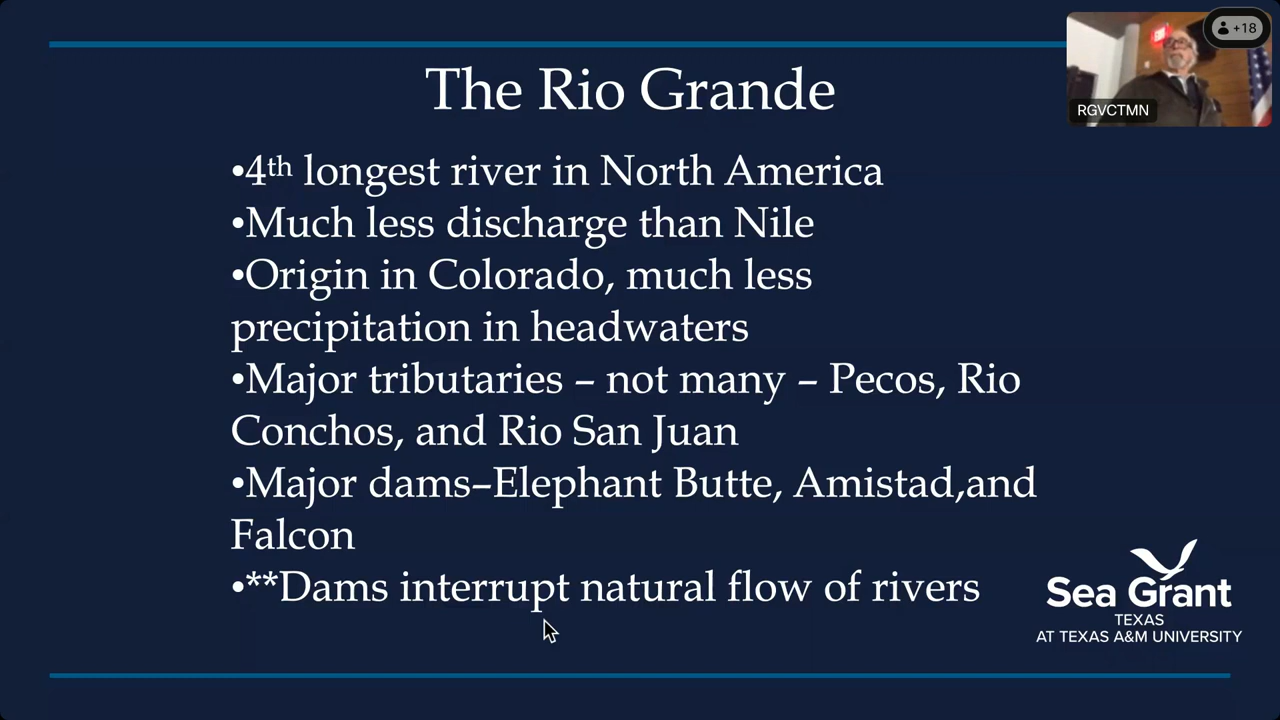 The Rio Grande
•4th longest river in North America
•Much less discharge than Nile
•Origin in Colorado, much less
precipitation in headwaters
•Major tributaries – not many – Pecos, Rio
Conchos, and Rio San Juan
•Major dams–Elephant Butte, Amistad,and
Falcon
•**Dams interrupt natural flow of rivers
+18
RGVCTMN
Sea Grant
TEXAS
AT TEXAS A&M UNIVERSITY